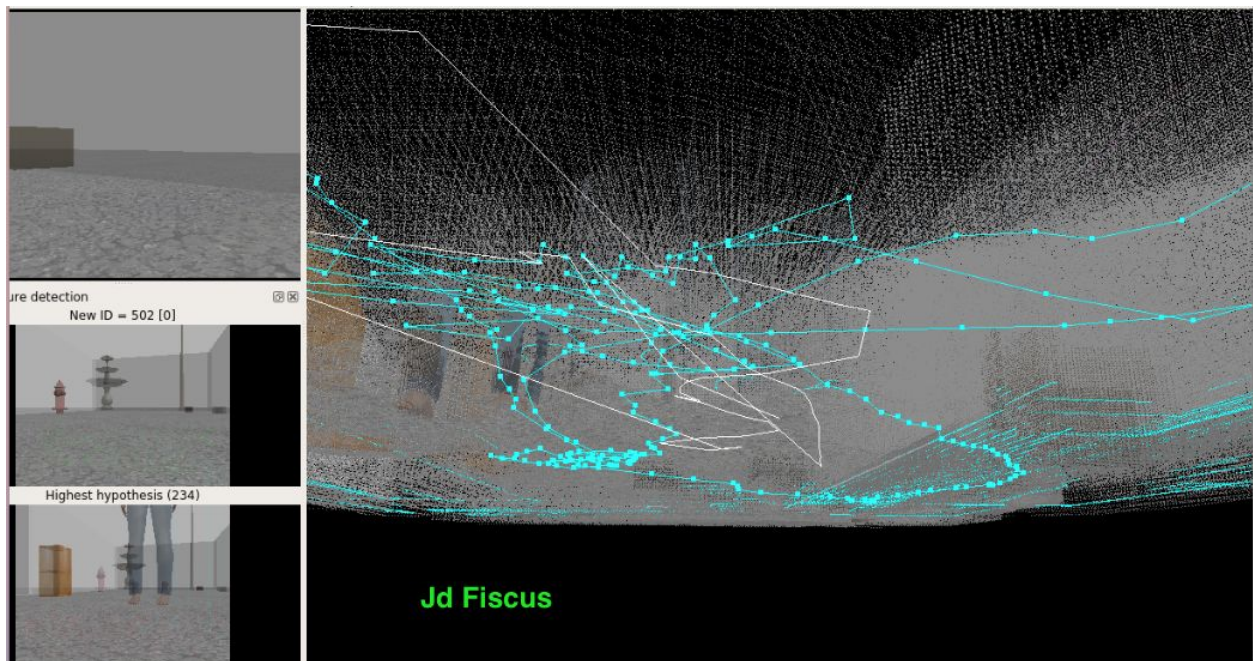 ure detection
New ID = 502 [0]
Highest hypothesis (234)
Jd Fiscus